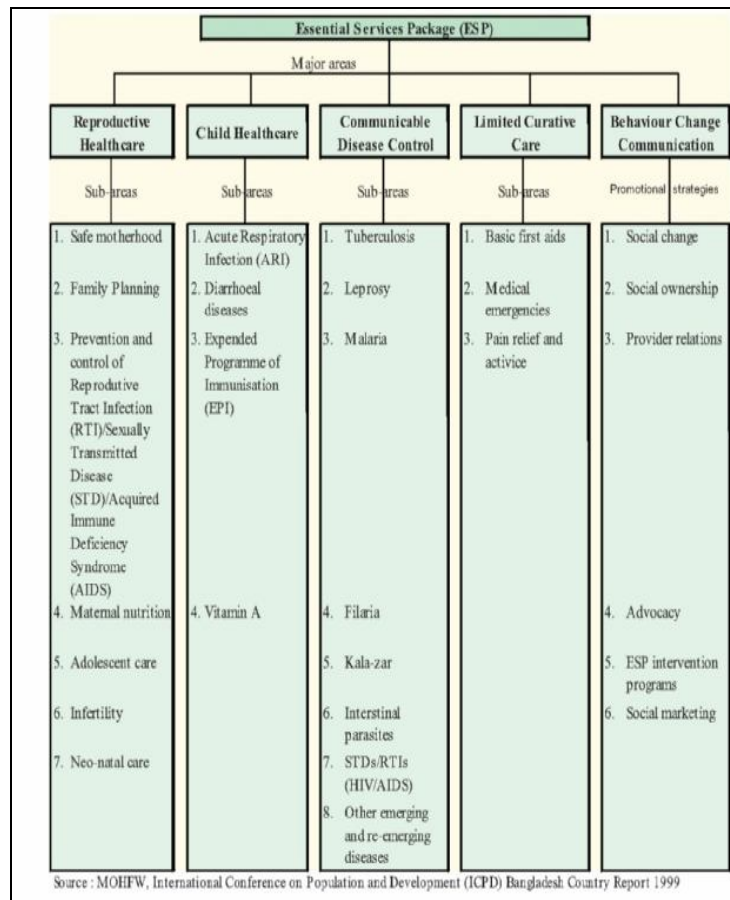 Essential Services Package (ESP)
Major areas
Reproductive
Healthcare
Child Healthcare
Communicable
Disease Control
Limited Curative
Care
Behaviour Change
Communication
Sub-areas
Sub-areas
Sub-areas
Sub-areas
Promotional strategies
1. Safe motherhood
2. Family Planning
3. Prevention and
control of
Reprodutive
Tract Infection
(RTI)/Sexually
Transmitted
Disease
(STD)/Acquired
Immune
Deficiency
Syndrome
(AIDS)
4. Maternal nutrition
5. Adolescent care
6. Infertility
7. Neo-natal care
1. Acute Respiratory
Infection (ARI)
2. Diarrhoeal
diseases
3. Expended
Programme of
Immunisation
(EPI)
4. Vitamin A
1. Tuberculosis
2. Leprosy
3. Malaria
4. Filaria
5. Kala-zar
6. Interstinal
parasites
7. STDs/RTIs
(HIV/AIDS)
8. Other emerging
and re-emerging
diseases
1. Basic first aids
2. Medical
emergencies
3. Pain relief and
activice
1. Social change
2. Social ownership
3. Provider relations
4. Advocacy
5. ESP intervention
programs
6. Social marketing
Source : MOHFW, International Conference on Population and Development (ICPD) Bangladesh Country Report 1999